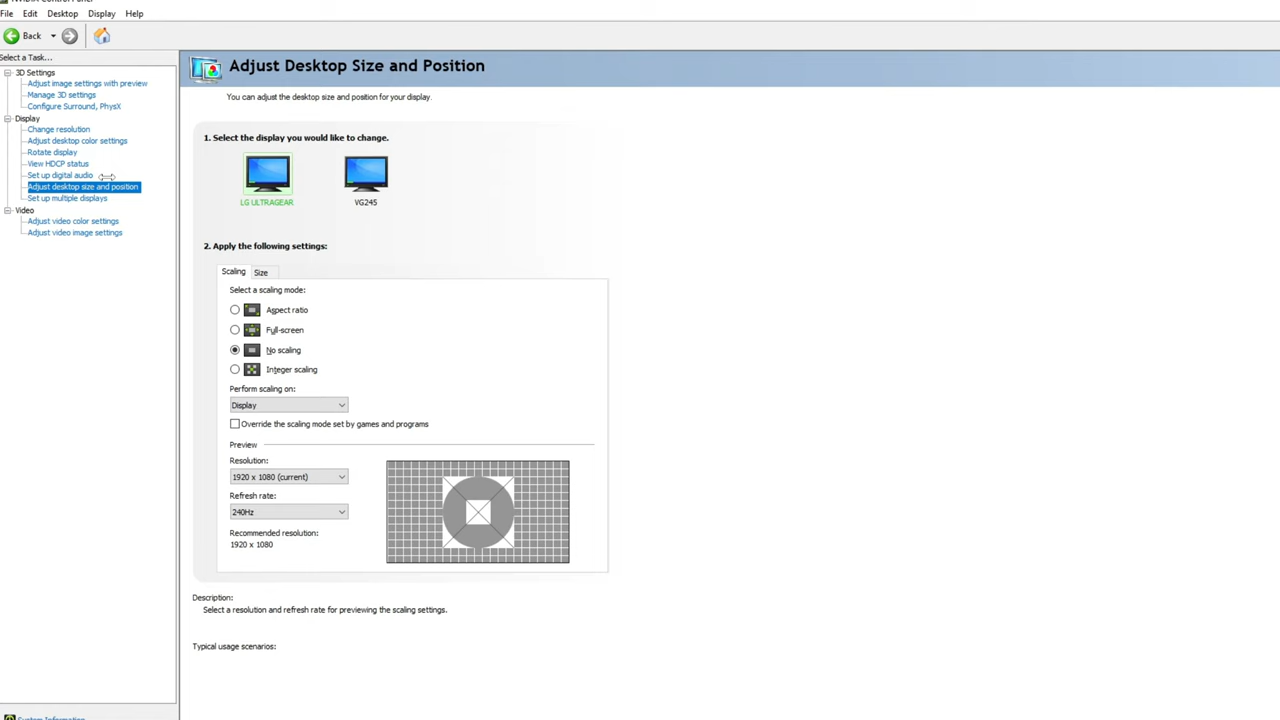 File Edit Desktop Display Help
Back
Select a Task...
3D Settings
Adjust image settings with preview
Manage 3D settings
Configure Surround, PhysX
Display
Change resolution
Adjust desktop color settings
Rotate display
View HDCP status
Set up digital audio
Adjust desktop size and position
Set up multiple displays
Video
Adjust video color settings
Adjust video image settings
Adjust Desktop Size and Position
You can adjust the desktop size and position for your display.
1. Select the display you would like to change.
LG ULTRAGEAR VG245
2. Apply the following settings:
Scaling Size
Select a scaling mode:
Aspect ratio
Full-screen
No scaling
Integer scaling
Perform scaling on:
Display
Override the scaling mode set by games and programs
Preview
Resolution:
1920 x 1080 (current)
Refresh rate:
240Hz
Recommended resolution:
1920 x 1080
Description:
Select a resolution and refresh rate for previewing the scaling settings.
Typical usage scenarios:
System Information